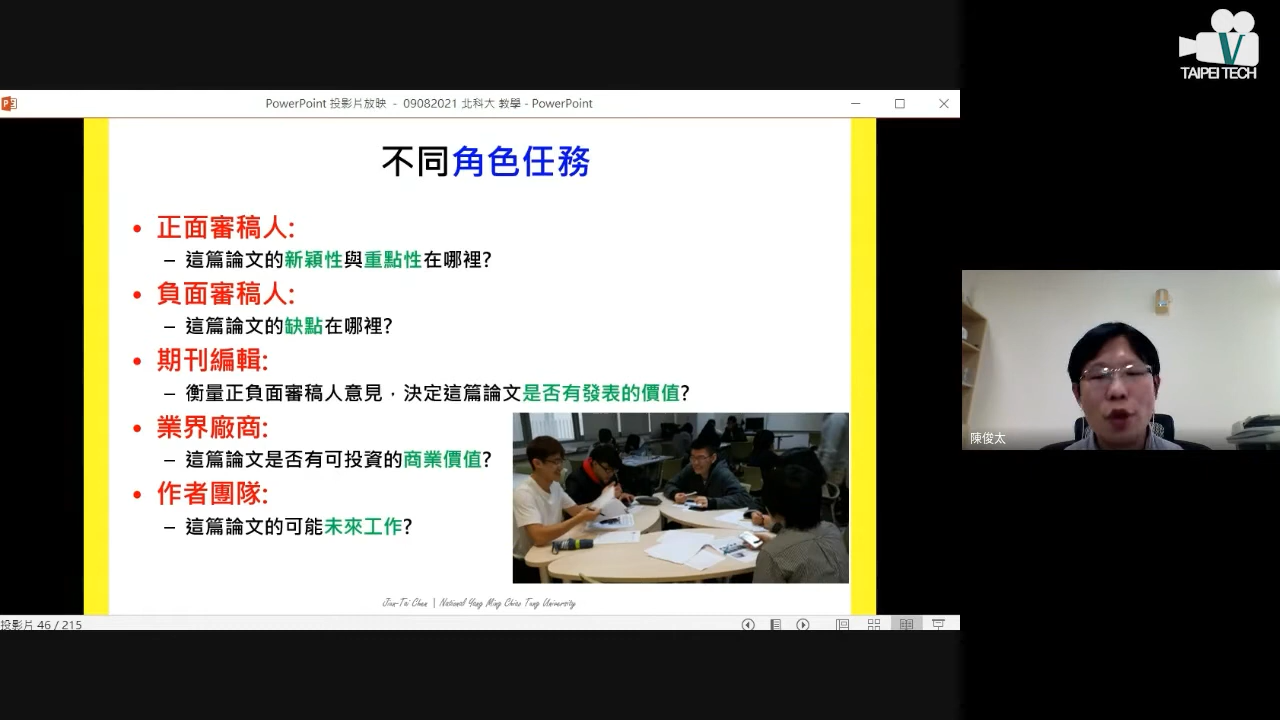 TAIPEI TECH
PowerPoint 投影片放映 - 09082021 北科大 教學 - PowerPoint
不同角色任務
• 正面審稿人:
– 這篇論文的新穎性與重點性在哪裡?
• 負面審稿人:
– 這篇論文的缺點在哪裡?
• 期刊編輯:
– 衡量正負面審稿人意見，決定這篇論文是否有發表的價值?
• 業界廠商:
– 這篇論文是否有可投資的商業價值?
• 作者團隊:
– 這篇論文的可能未來工作?
Jiun-Tai Chen | National Yang Ming Chiao Tung University
投影片 46 / 215
陳俊太